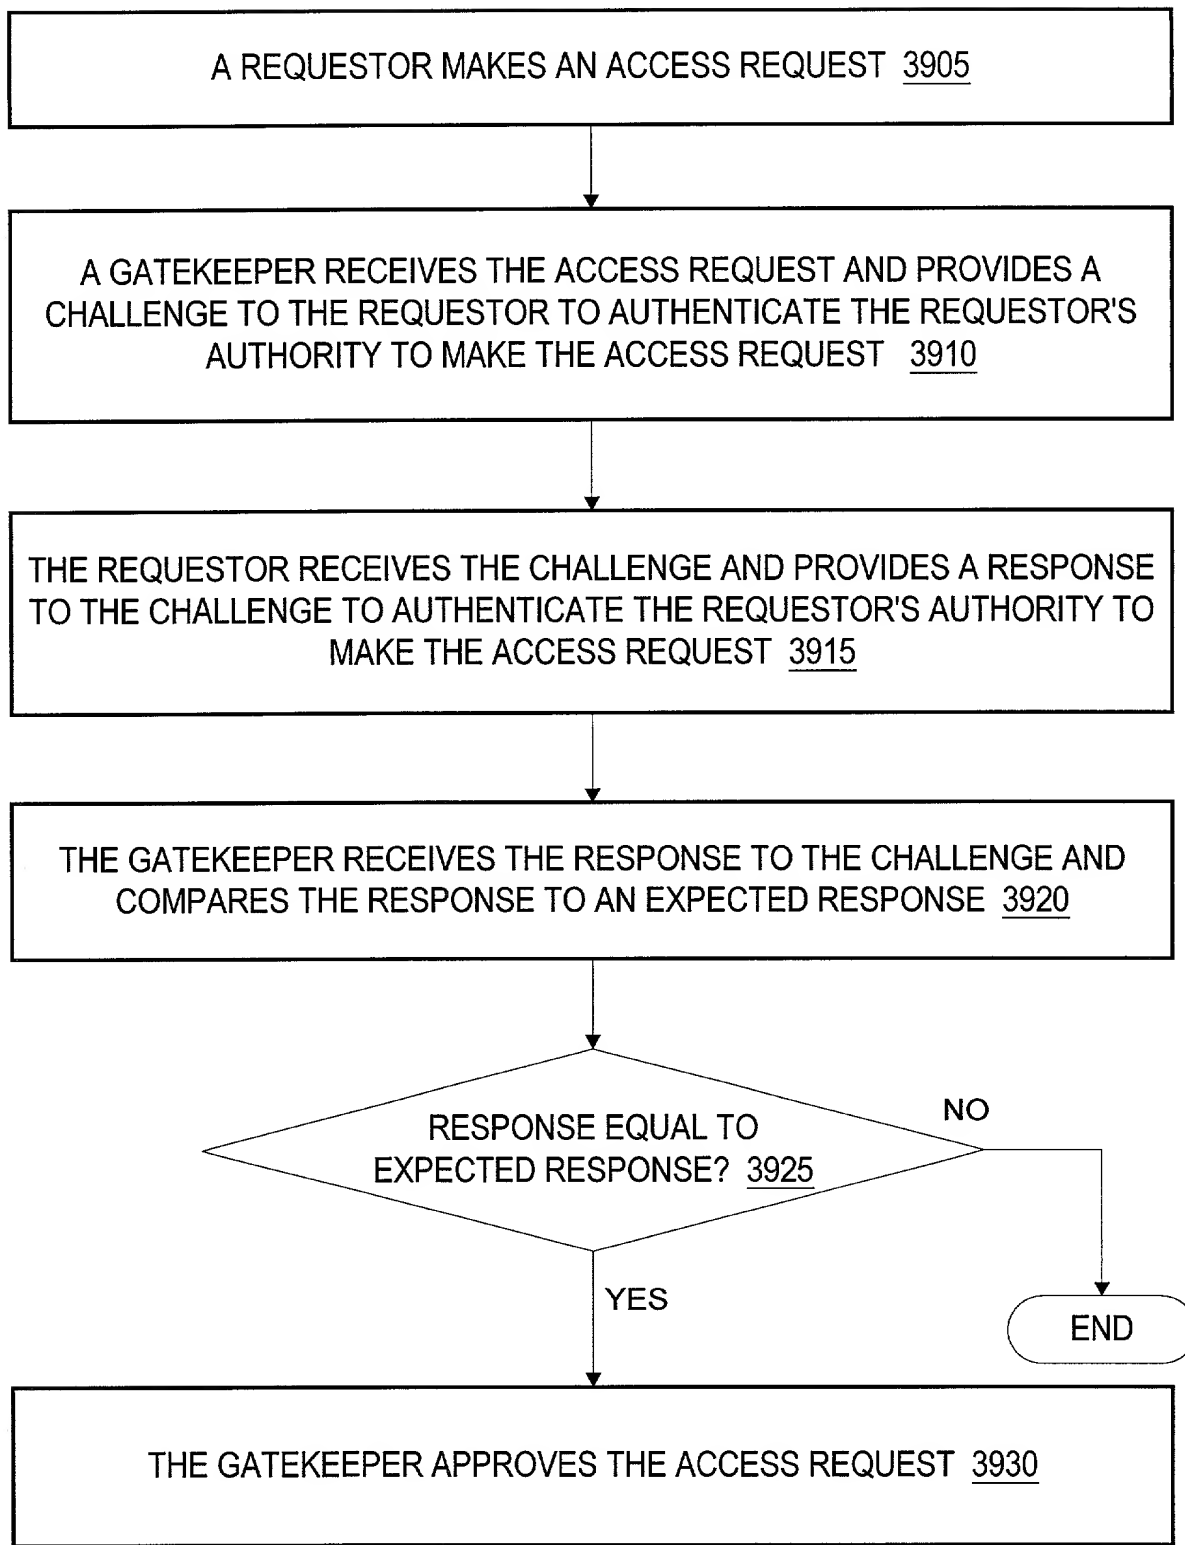 A REQUESTOR MAKES AN ACCESS REQUEST 3905
A GATEKEEPER RECEIVES THE ACCESS REQUEST AND PROVIDES A
CHALLENGE TO THE REQUESTOR TO AUTHENTICATE THE REQUESTOR'S
AUTHORITY TO MAKE THE ACCESS REQUEST 3910
THE REQUESTOR RECEIVES THE CHALLENGE AND PROVIDES A RESPONSE
TO THE CHALLENGE TO AUTHENTICATE THE REQUESTOR'S AUTHORITY TO
MAKE THE ACCESS REQUEST 3915
THE GATEKEEPER RECEIVES THE RESPONSE TO THE CHALLENGE AND
COMPARES THE RESPONSE TO AN EXPECTED RESPONSE 3920
RESPONSE EQUAL TO
EXPECTED RESPONSE? 3925
NO
YES
END
THE GATEKEEPER APPROVES THE ACCESS REQUEST 3930